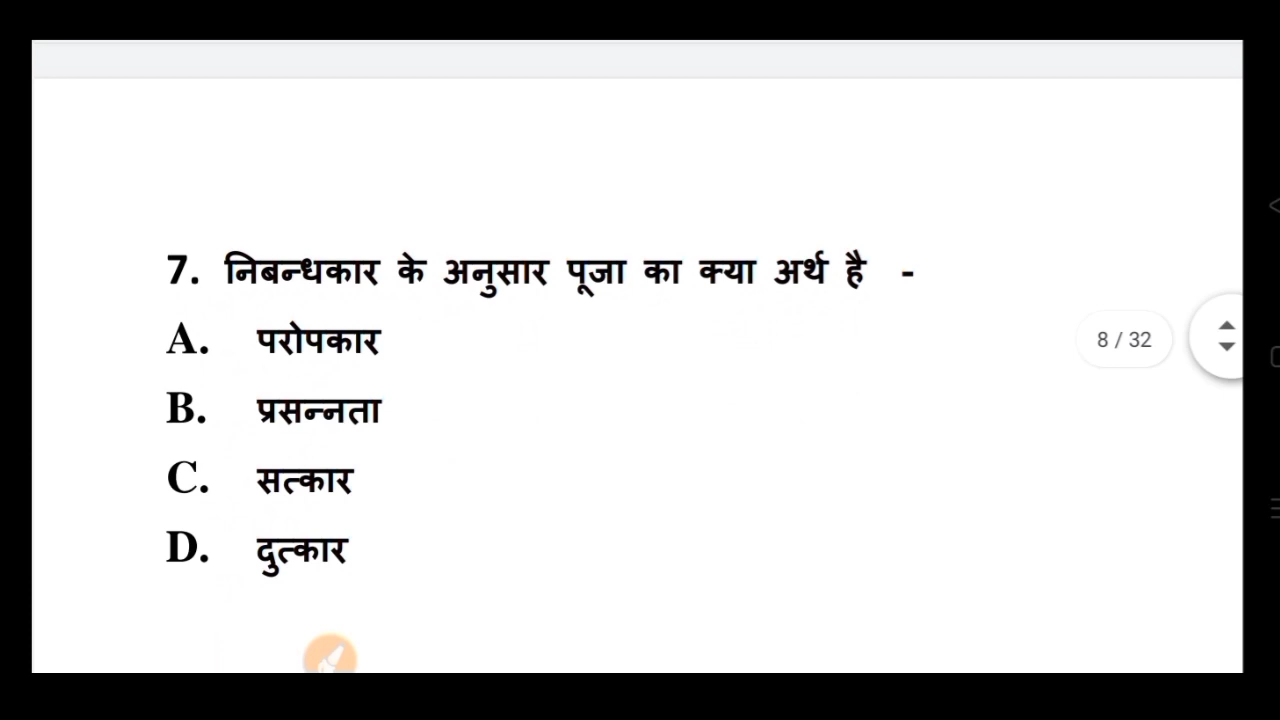 7. निबन्धकार के अनुसार पूजा का क्या अर्थ है -
A. परोपकार
8 / 32
B. प्रसन्नता
C. सत्कार
D. दुत्कार